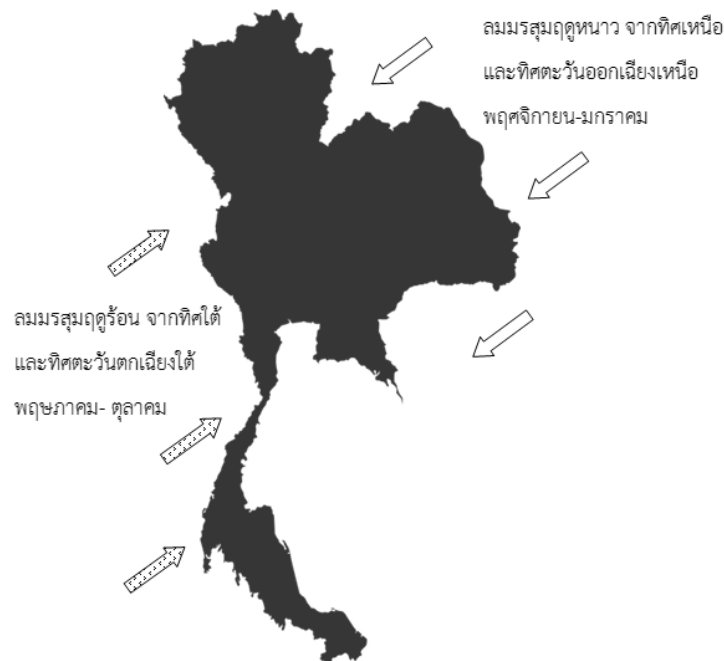 ลมมรสุมฤดูหนาว จากทิศเหนือ
และทิศตะวันออกเฉียงเหนือ
พฤศจิกายน-มกราคม
ลมมรสุมฤดูร้อน จากทิศใต้
และทิศตะวันตกเฉียงใต้
พฤษภาคม- ตุลาคม